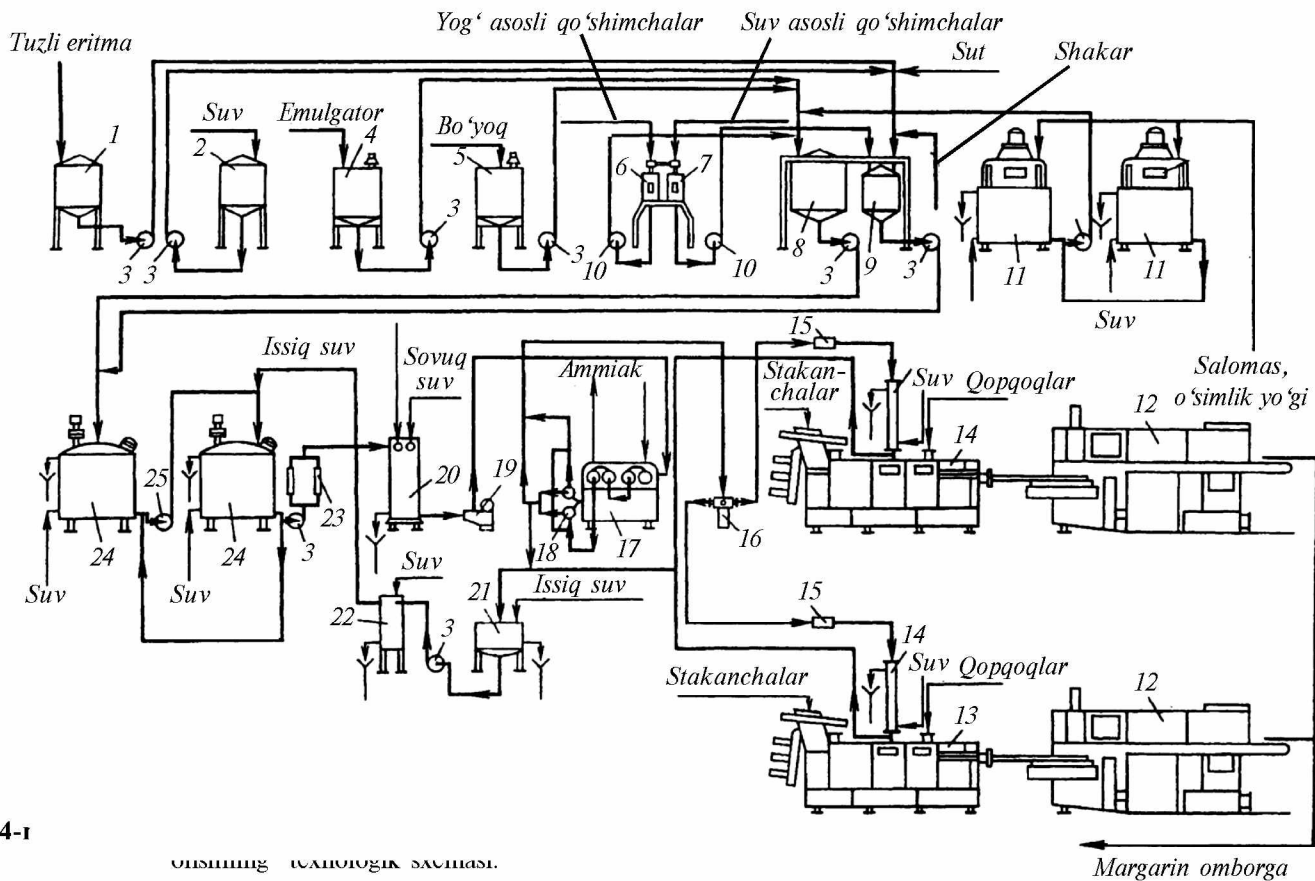 Yog‘ asosli qo‘shimchalar
Suv asosli qo‘shimchalar
Tuzli eritma
Sut
Shakar
Suv
Emulgator
Bo‘yoq
1
2
4
5
6
7
3
3
3
3
10
10
8
3
9
3
11
11
Suv
Issiq suv
Sovuq
suv
Ammiak
15
Stakan-
chalar
Suv
Qopqoqlar
Salomas,
o‘simlik yo‘gi
12
14
25
24
24
3
23
20
19
18
17
16
Suv
Suv
Suv
22
3
21
Issiq suv
15
14
Suv
Qopqoqlar
Stakanchalar
13
12
Margarin omborga
texnologik sxemasi.